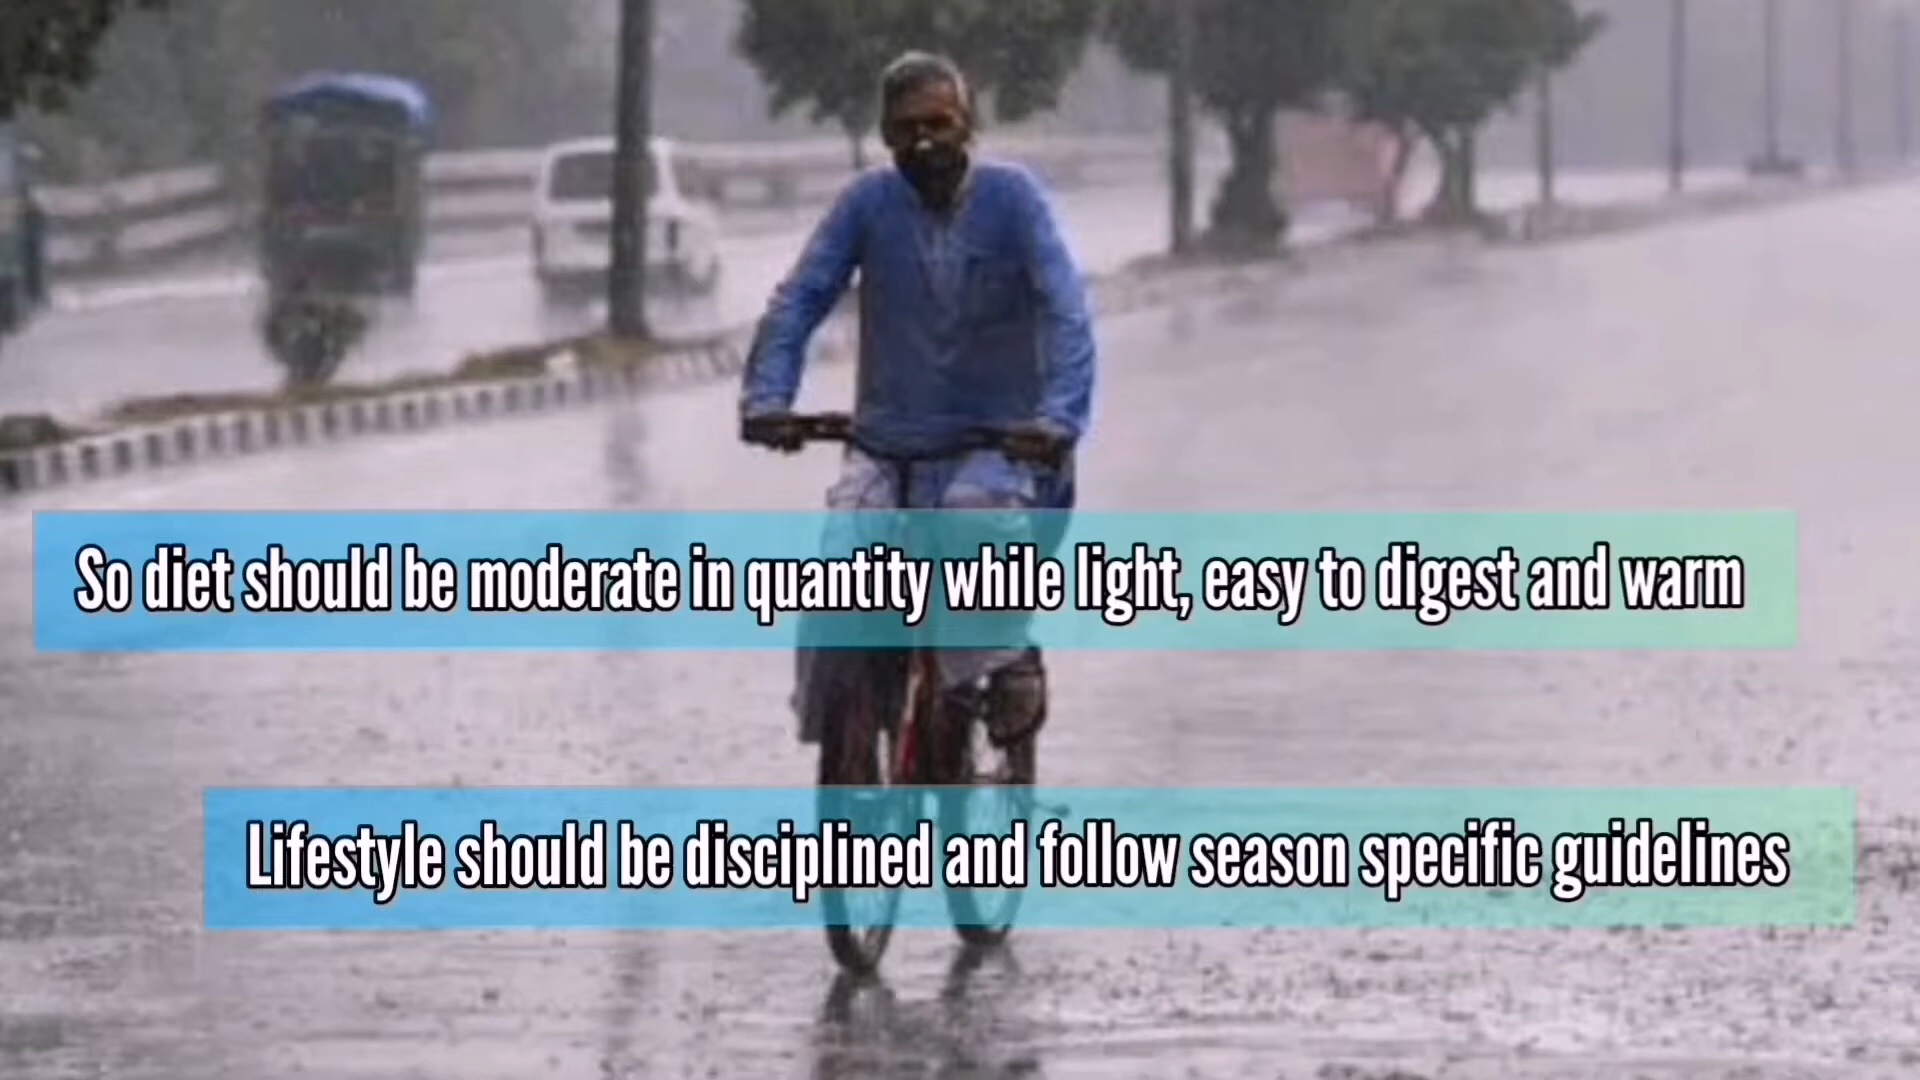 So diet should be moderate in quantity while light, easy to digest and warm
Lifestyle should be disciplined and follow season specific guidelines